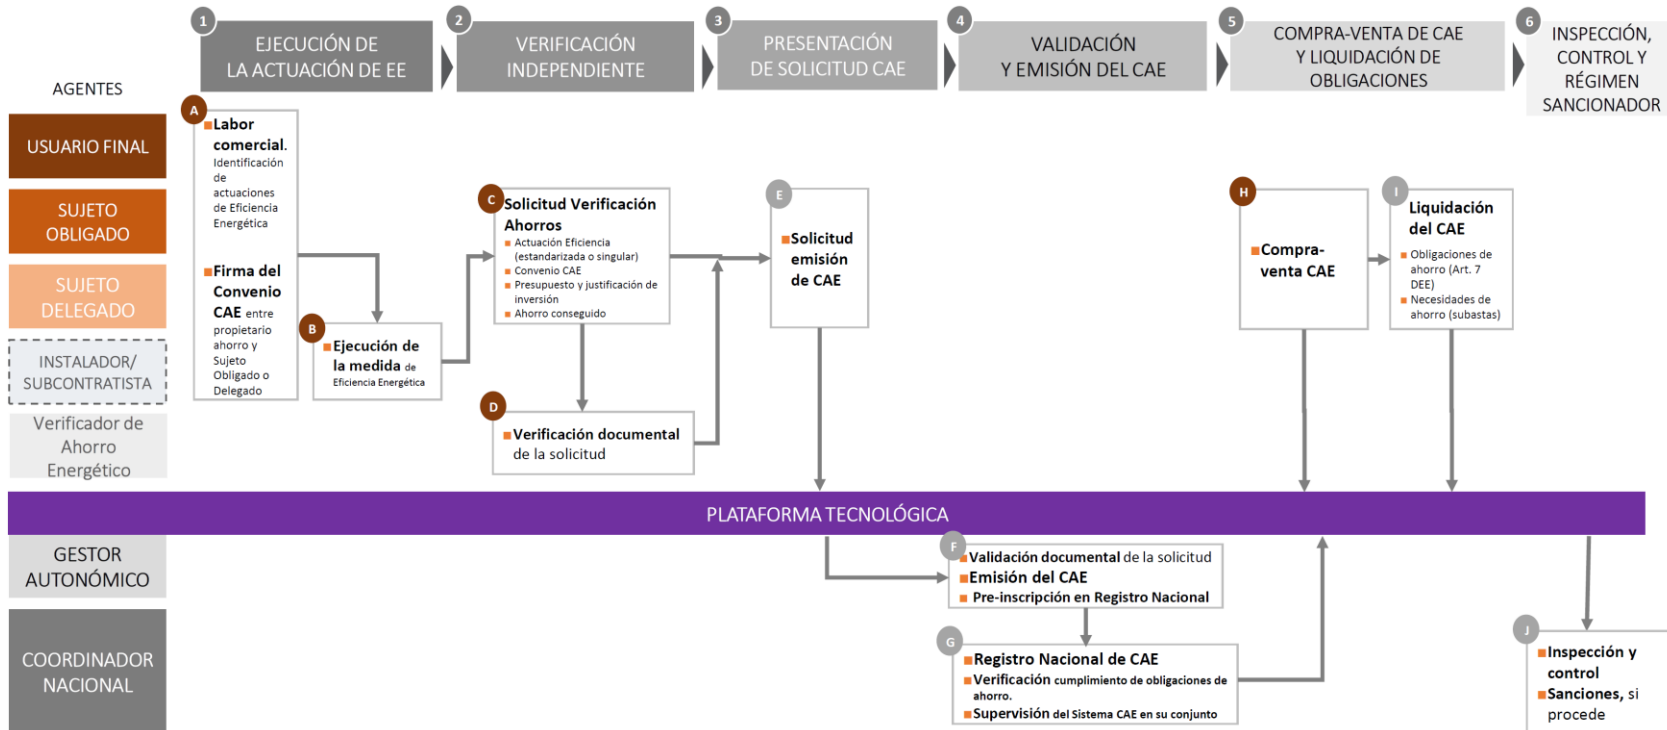 1
EJECUCIÓN DE
LA ACTUACIÓN DE EE
2
VERIFICACIÓN
INDEPENDIENTE
3
PRESENTACIÓN
DE SOLICITUD CAE
4
VALIDACIÓN
Y EMISIÓN DEL CAE
5
COMPRA-VENTA DE CAE
Y LIQUIDACIÓN DE
OBLIGACIONES
6
INSPECCIÓN,
CONTROL Y
RÉGIMEN
SANCIONADOR
AGENTES
USUARIO FINAL
SUJETO
OBLIGADO
SUJETO
DELEGADO
INSTALADOR/
SUBCONTRATISTA
Verificador de
Ahorro
Energético
A
Labor
comercial.
Identificación
de
actuaciones
de Eficiencia
Energética
Firma del
Convenio
CAE entre
propietario
ahorro y
Sujeto
Obligado o
Delegado
B
Ejecución de
la medida de
Eficiencia Energética
C
Solicitud Verificación
Ahorros
Actuación Eficiencia
(estandarizada o singular)
Convenio CAE
Presupuesto y justificación de
inversión
Ahorro conseguido
D
Verificación documental
de la solicitud
E
Solicitud
emisión
de CAE
H
Compra-
venta CAE
I
Liquidación
del CAE
Obligaciones de
ahorro (Art. 7
DEE)
Necesidades de
ahorro (subastas)
PLATAFORMA TECNOLÓGICA
GESTOR
AUTONÓMICO
COORDINADOR
NACIONAL
F
Validación documental de la solicitud
Emisión del CAE
Pre-inscripción en Registro Nacional
G
Registro Nacional de CAE
Verificación cumplimiento de obligaciones de
ahorro.
Supervisión del Sistema CAE en su conjunto
J
Inspección y
control
Sanciones, si
procede